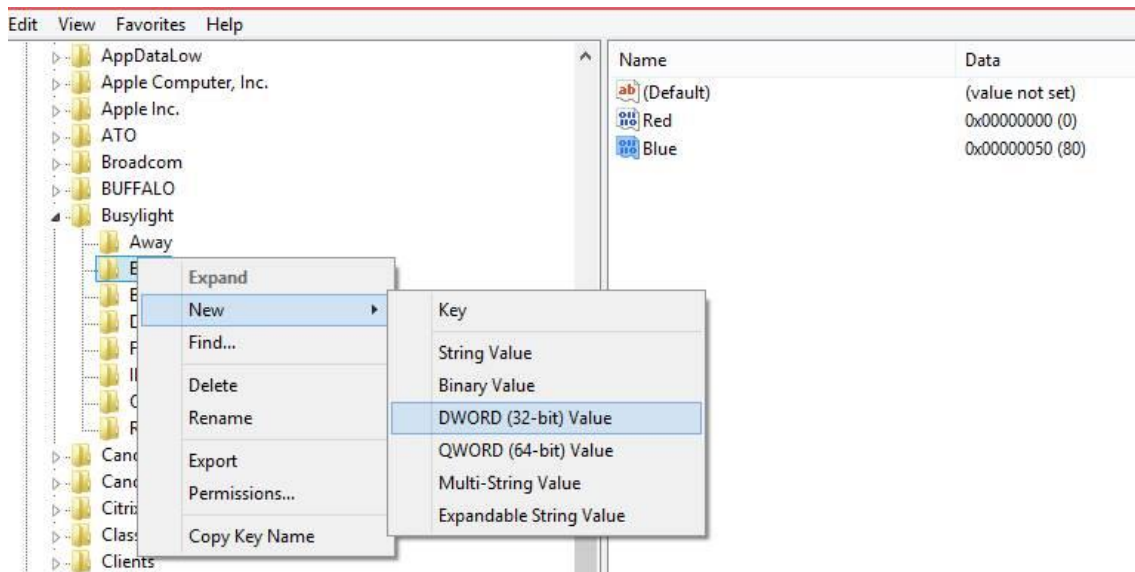 Edit View Favorites Help
AppDataLow
Apple Computer, Inc.
Apple Inc.
ATO
Broadcom
BUFFALO
Busylight
Away
Expand
New
Find...
Delete
Rename
Export
Permissions...
Copy Key Name
Key
String Value
Binary Value
DWORD (32-bit) Value
QWORD (64-bit) Value
Multi-String Value
Expandable String Value
Clients
Name Data
(Default) (value not set)
Red 0x00000000 (0)
Blue 0x00000050 (80)